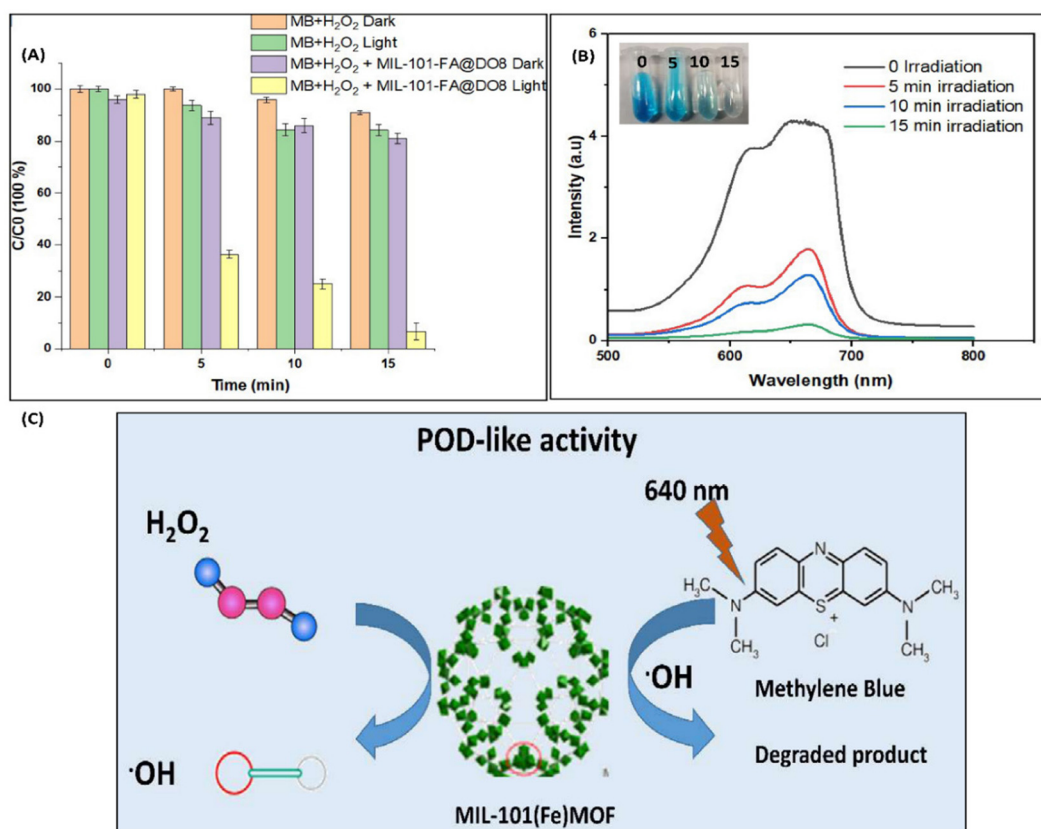 (A)
MB+H₂O₂ Dark
MB+H₂O₂ Light
MB+H₂O₂ + MIL-101-FA@DO8 Dark
MB+H₂O₂ + MIL-101-FA@DO8 Light
C/C0 (100 %)
100
80
60
40
20
0
0 5 10 15
Time (min)
(B)
0 5 10 15
0 Irradiation
5 min irradiation
10 min irradiation
15 min irradiation
Intensity (a.u)
6
4
2
0
500 600 700 800
Wavelength (nm)
(C)
POD-like activity
H₂O₂
640 nm
N
H₃C
N
CH₃
S
+
Cl
N
CH₃
CH₃
·OH
Methylene Blue
Degraded product
·OH
MIL-101(Fe)MOF